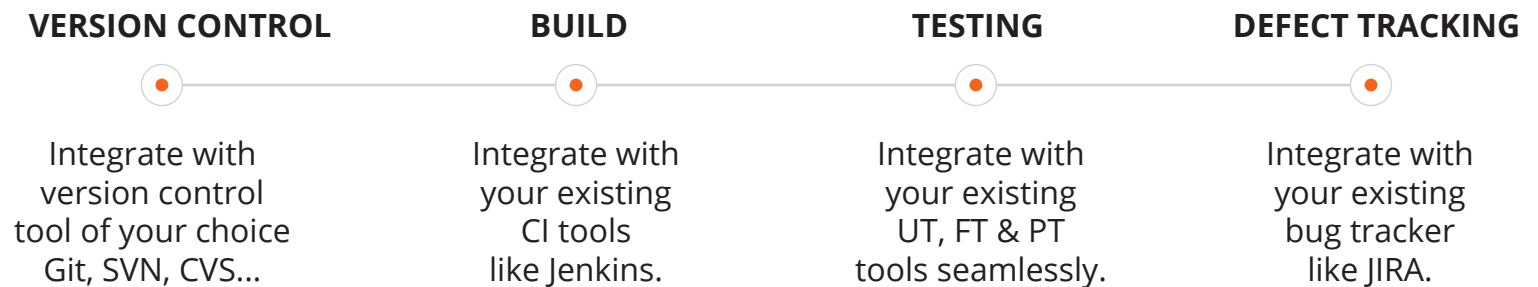 VERSION CONTROL
Integrate with
version control
tool of your choice
Git, SVN, CVS...
BUILD
Integrate with
your existing
CI tools
like Jenkins.
TESTING
Integrate with
your existing
UT, FT & PT
tools seamlessly.
DEFECT TRACKING
Integrate with
your existing
bug tracker
like JIRA.